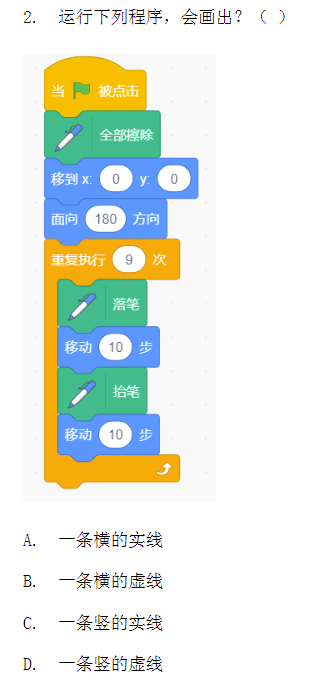 2. 运行下列程序，会画出？（ ）
当 被点击
全部擦除
移到 x: 0 y: 0
面向 180 方向
重复执行 9 次
落笔
移动 10 步
抬笔
移动 10 步
A. 一条横的实线
B. 一条横的虚线
C. 一条竖的实线
D. 一条竖的虚线